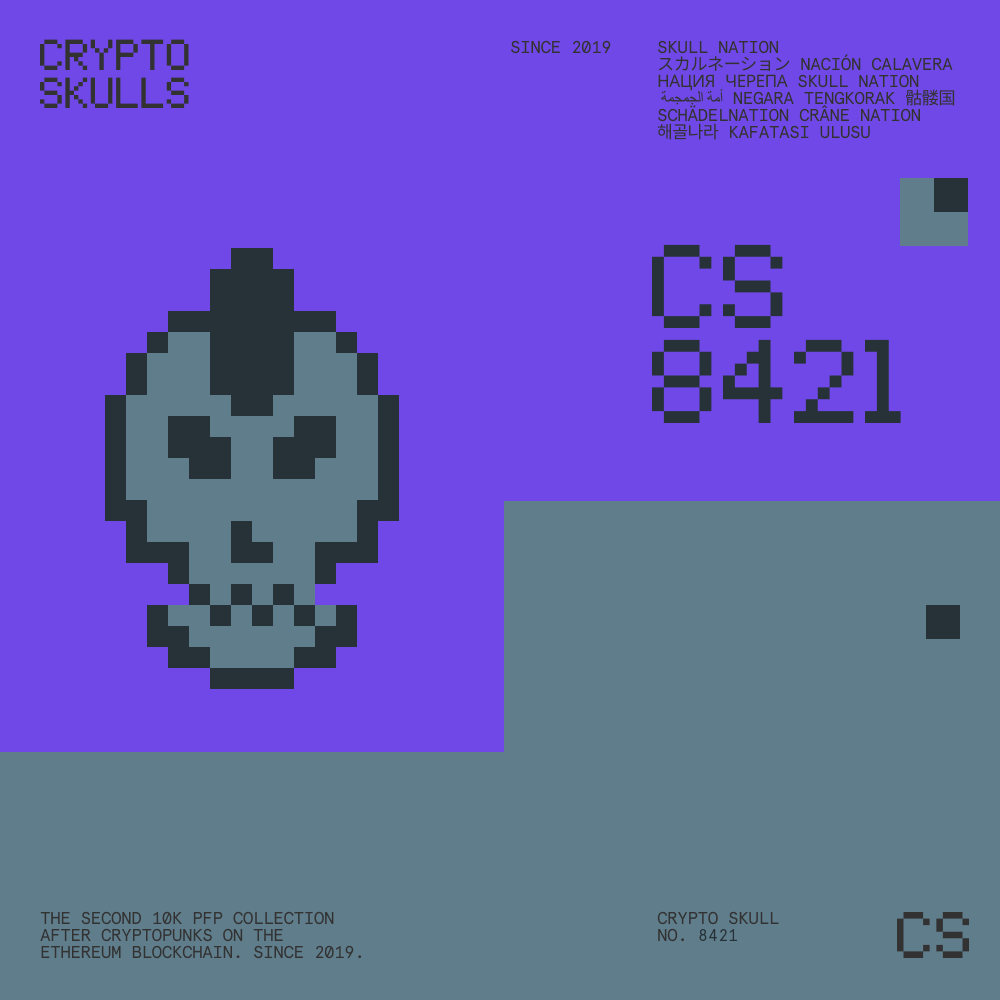 CRYPTO
SKULLS
SINCE 2019
SKULL NATION
スカルネーション NACIÓN CALAVERA
НАЦИЯ ЧЕРЕПА SKULL NATION
أمة الجمجمة NEGARA TENGKORAK 骷髅国
SCHÄDELNATION CRÂNE NATION
해골나라 KAFATASI ULUSU
CS
8421
THE SECOND 10K PFP COLLECTION
AFTER CRYPTOPUNKS ON THE
ETHEREUM BLOCKCHAIN. SINCE 2019.
CRYPTO SKULL
NO. 8421
CS